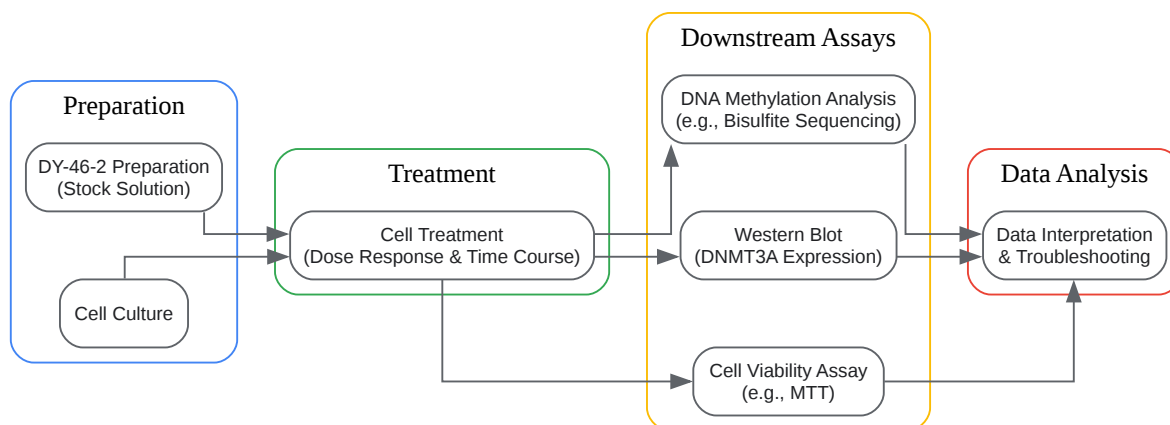 Preparation
DY-46-2 Preparation
(Stock Solution)
Cell Culture
Treatment
Cell Treatment
(Dose Response & Time Course)
Downstream Assays
DNA Methylation Analysis
(e.g., Bisulfite Sequencing)
Western Blot
(DNMT3A Expression)
Cell Viability Assay
(e.g., MTT)
Data Analysis
Data Interpretation
& Troubleshooting